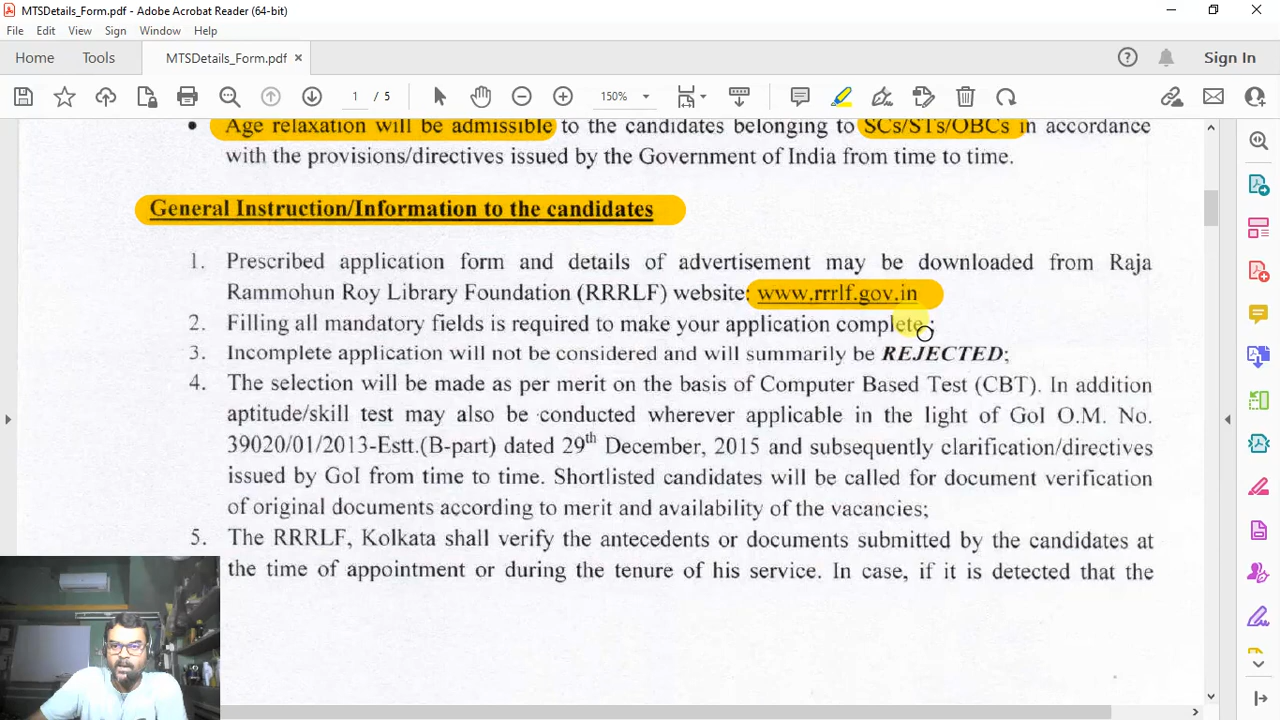 MTSDetails_Form.pdf - Adobe Acrobat Reader (64-bit)
File Edit View Sign Window Help
Home Tools MTSDetails_Form.pdf × Sign In
1 / 5 150%
• Age relaxation will be admissible to the candidates belonging to SCs/STs/OBCs in accordance
with the provisions/directives issued by the Government of India from time to time.
General Instruction/Information to the candidates
1. Prescribed application form and details of advertisement may be downloaded from Raja
Rammohun Roy Library Foundation (RRRLF) website: www.rrrlf.gov.in
2. Filling all mandatory fields is required to make your application complete ;
3. Incomplete application will not be considered and will summarily be REJECTED;
4. The selection will be made as per merit on the basis of Computer Based Test (CBT). In addition
aptitude/skill test may also be conducted wherever applicable in the light of GoI O.M. No.
39020/01/2013-Estt.(B-part) dated 29th December, 2015 and subsequently clarification/directives
issued by GoI from time to time. Shortlisted candidates will be called for document verification
of original documents according to merit and availability of the vacancies;
5. The RRRLF, Kolkata shall verify the antecedents or documents submitted by the candidates at
the time of appointment or during the tenure of his service. In case, if it is detected that the